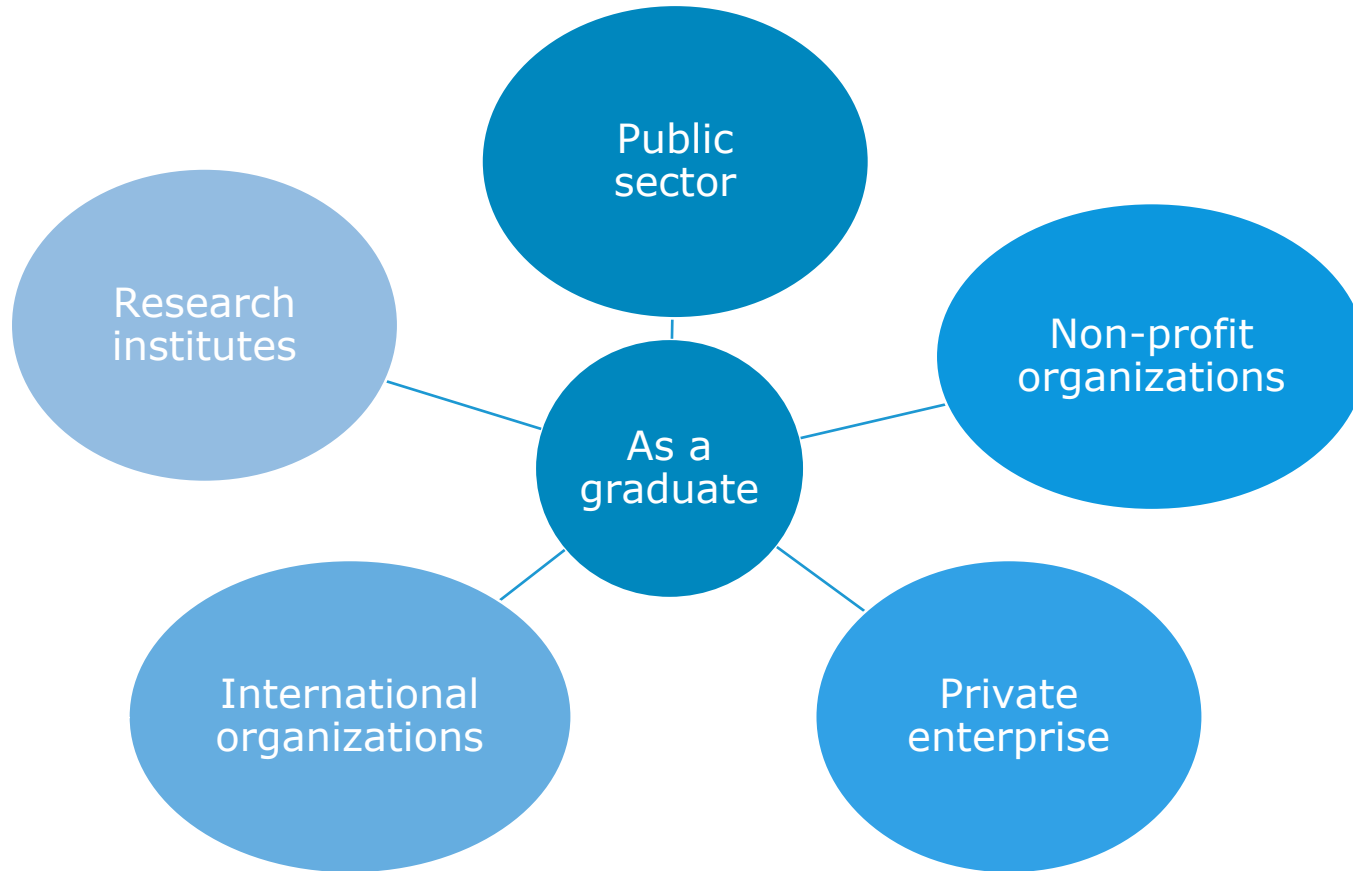 Public
sector
Research
institutes
Non-profit
organizations
As a
graduate
International
organizations
Private
enterprise